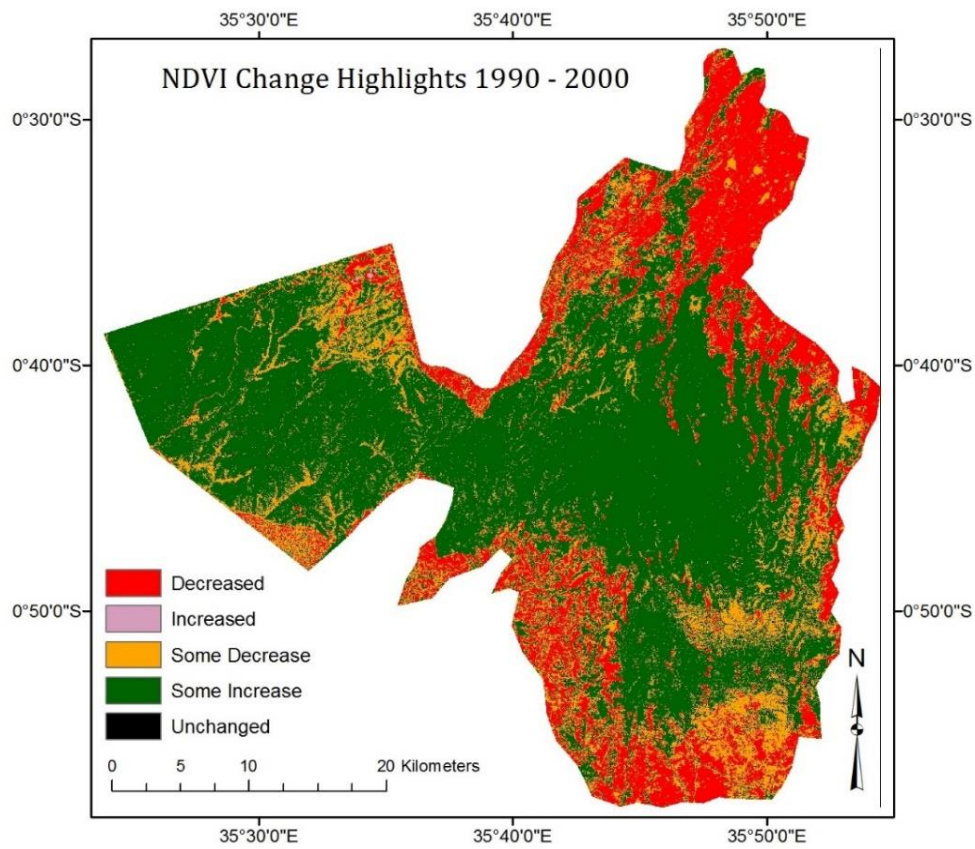 35°30'0"E 35°40'0"E 35°50'0"E
NDVI Change Highlights 1990 - 2000
0°30'0"S 0°30'0"S
0°40'0"S 0°40'0"S
Decreased
0°50'0"S Increased 0°50'0"S
Some Decrease
N
Some Increase
Unchanged
0 5 10 20 Kilometers
35°30'0"E 35°40'0"E 35°50'0"E